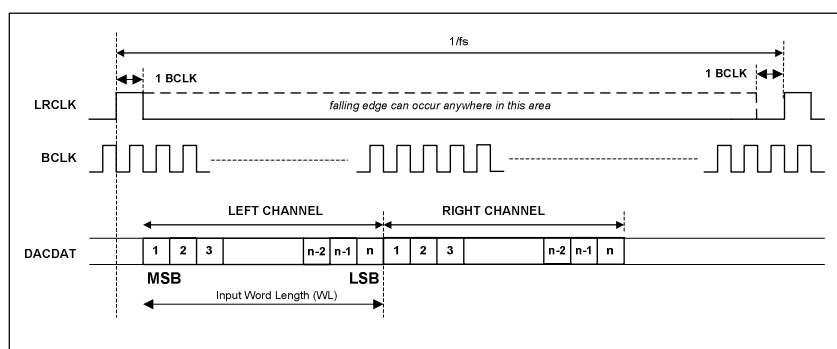 1/fs
1 BCLK
1 BCLK
LRCLK
falling edge can occur anywhere in this area
BCLK
LEFT CHANNEL
RIGHT CHANNEL
DACDAT
1 2 3 n-2 n-1 n 1 2 3 n-2 n-1 n
MSB
LSB
Input Word Length (WL)